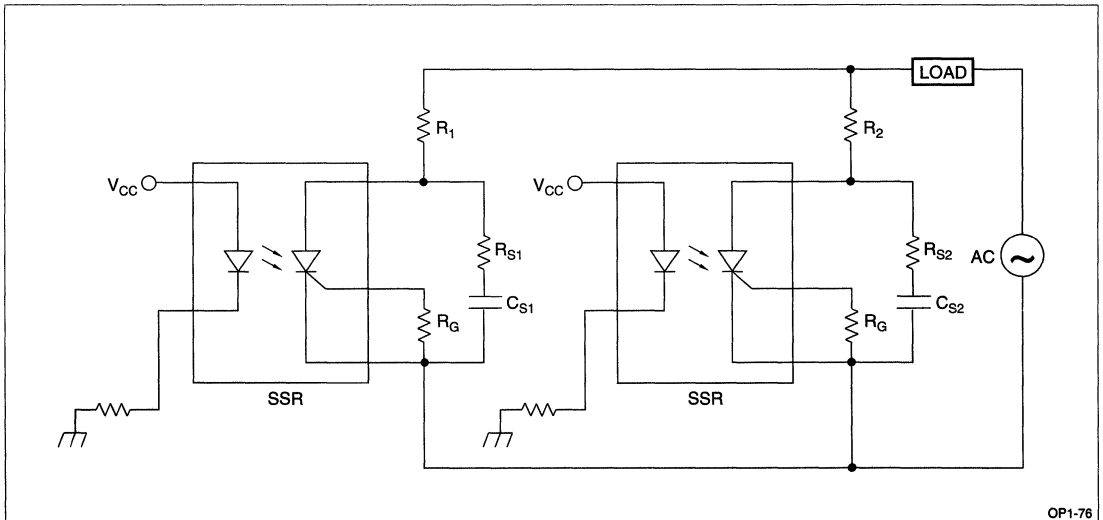 LOAD
R1
R2
VCC
VCC
RS1
RS2
AC
CS1
CS2
RG
RG
SSR
SSR
OP1-76